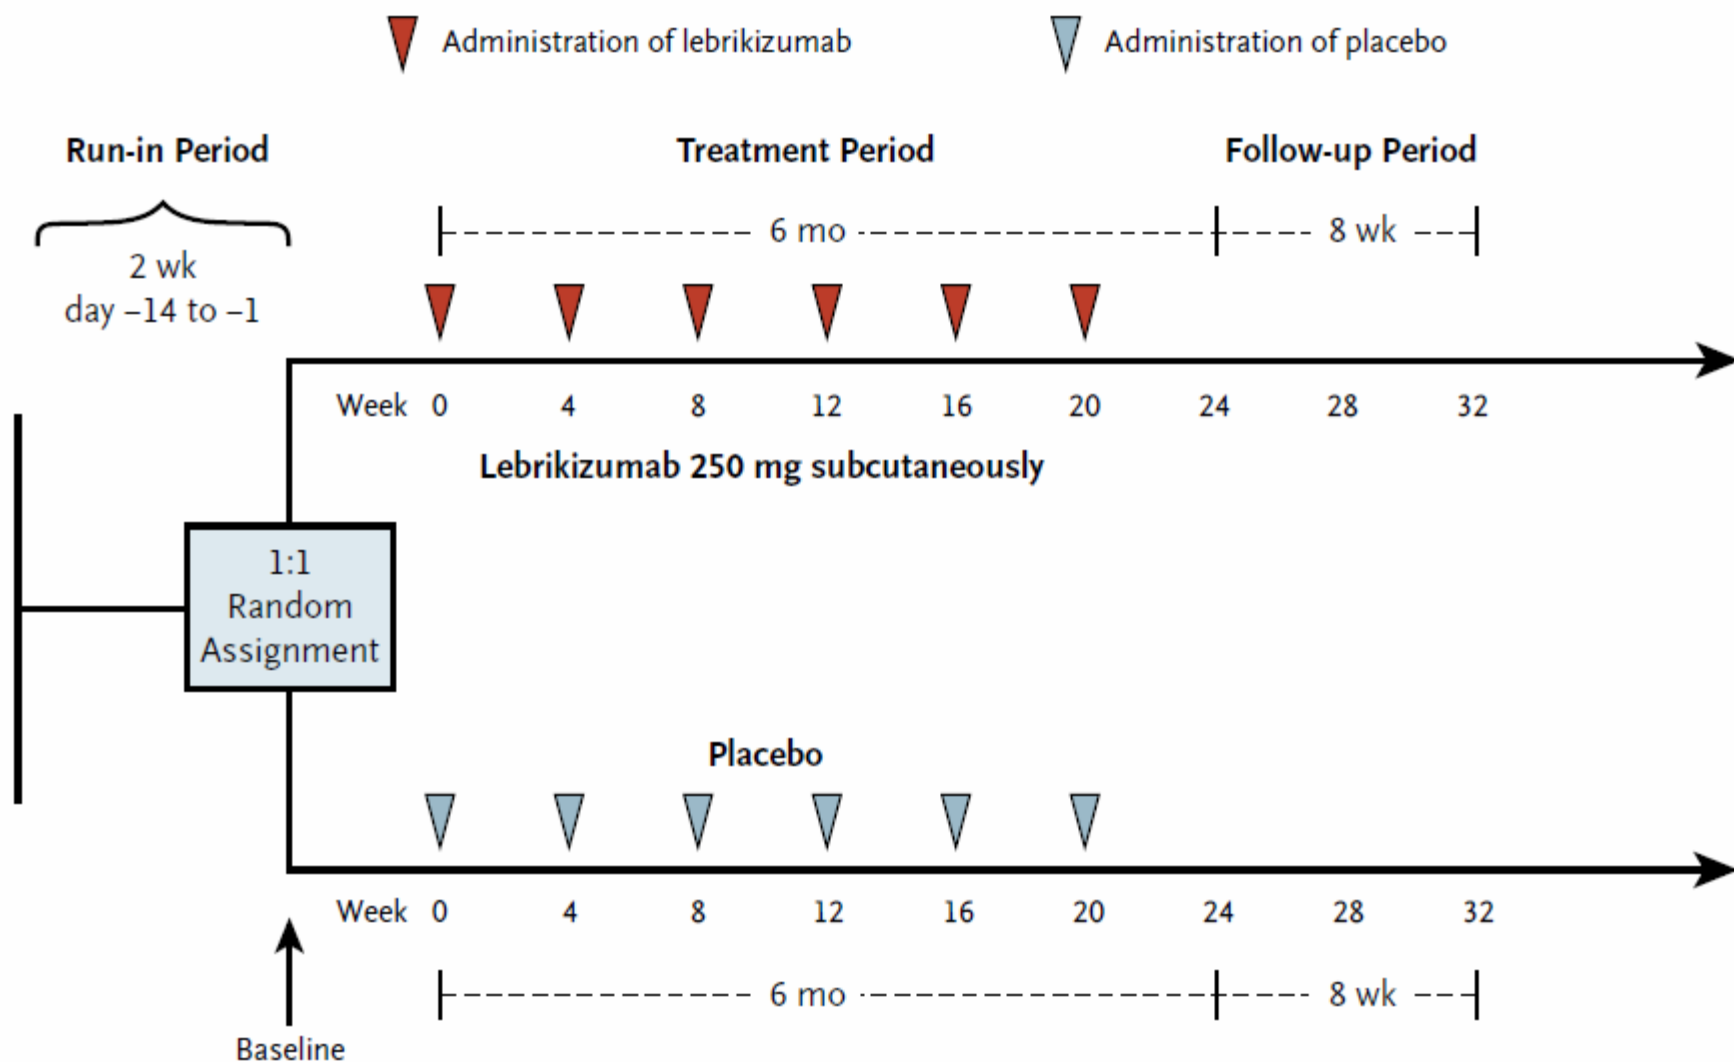 Administration of lebrikizumab
Administration of placebo
Run-in Period
Treatment Period
Follow-up Period
2 wk
day –14 to –1
6 mo
8 wk
Week 0 4 8 12 16 20 24 28 32
Lebrikizumab 250 mg subcutaneously
1:1
Random
Assignment
Placebo
Week 0 4 8 12 16 20 24 28 32
6 mo
8 wk
Baseline